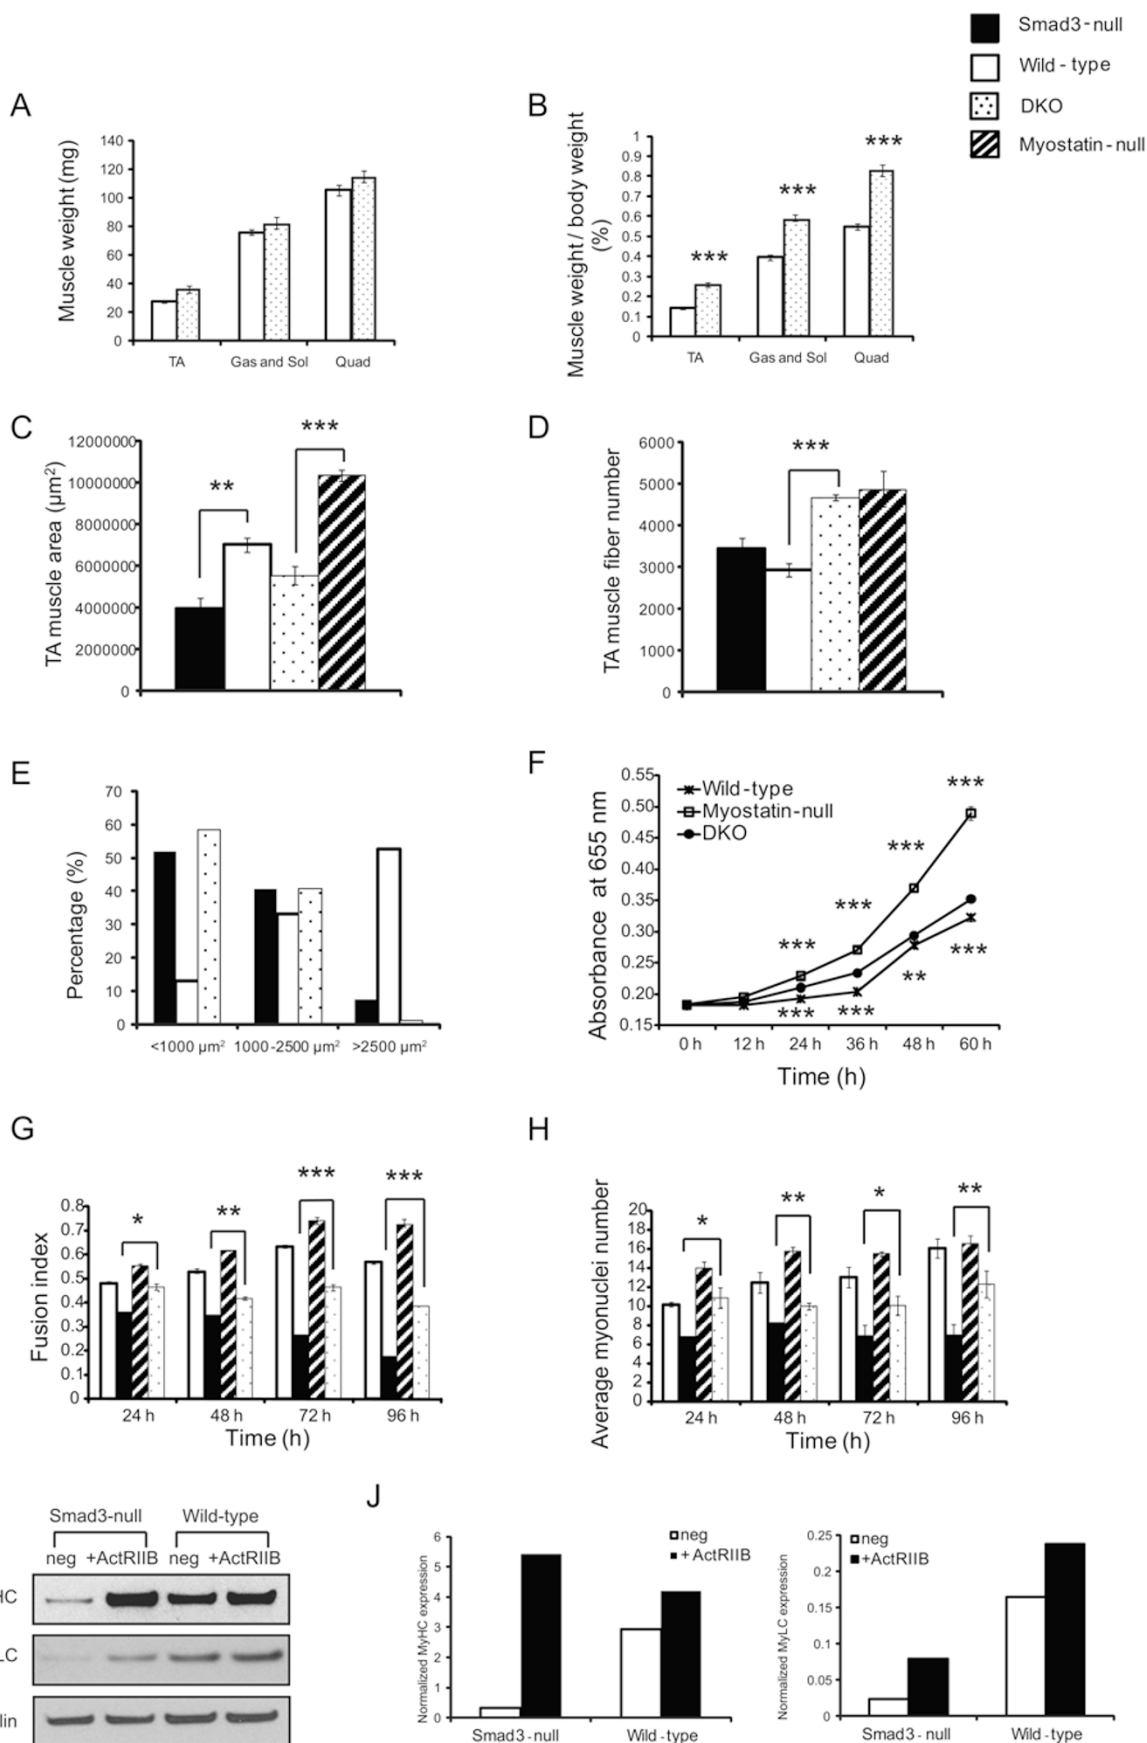 Smad3-null
Wild-type
DKO
Myostatin-null
A
Muscle weight (mg)
140
120
100
80
60
40
20
0
TA
Gas and Sol
Quad
B
Muscle weight / body weight
(%)
1
0.9
0.8
0.7
0.6
0.5
0.4
0.3
0.2
0.1
0
***
***
***
TA
Gas and Sol
Quad
C
TA muscle area (µm²)
12000000
10000000
8000000
6000000
4000000
2000000
0
**
***
D
TA muscle fiber number
6000
5000
4000
3000
2000
1000
0
***
E
Percentage (%)
70
60
50
40
30
20
10
0
<1000 µm²
1000-2500 µm²
>2500 µm²
F
Absorbance at 655 nm
0.55
0.50
0.45
0.40
0.35
0.30
0.25
0.20
0.15
Wild-type
Myostatin-null
DKO
***
***
***
***
***
***
**
***
0 h
12 h
24 h
36 h
48 h
60 h
Time (h)
G
Fusion index
0.8
0.7
0.6
0.5
0.4
0.3
0.2
0.1
0
*
**
***
***
24 h
48 h
72 h
96 h
Time (h)
H
Average myonuclei number
20
18
16
14
12
10
8
6
4
2
0
*
**
*
**
24 h
48 h
72 h
96 h
Time (h)
Smad3-null
Wild-type
neg +ActRIIB neg +ActRIIB
HC
LC
lin
J
Normalized MyHC expression
6
5
4
3
2
1
0
neg
+ ActRIIB
Smad3-null
Wild-type
Normalized MyLC expression
0.25
0.2
0.15
0.1
0.05
0
neg
+ActRIIB
Smad3-null
Wild-type